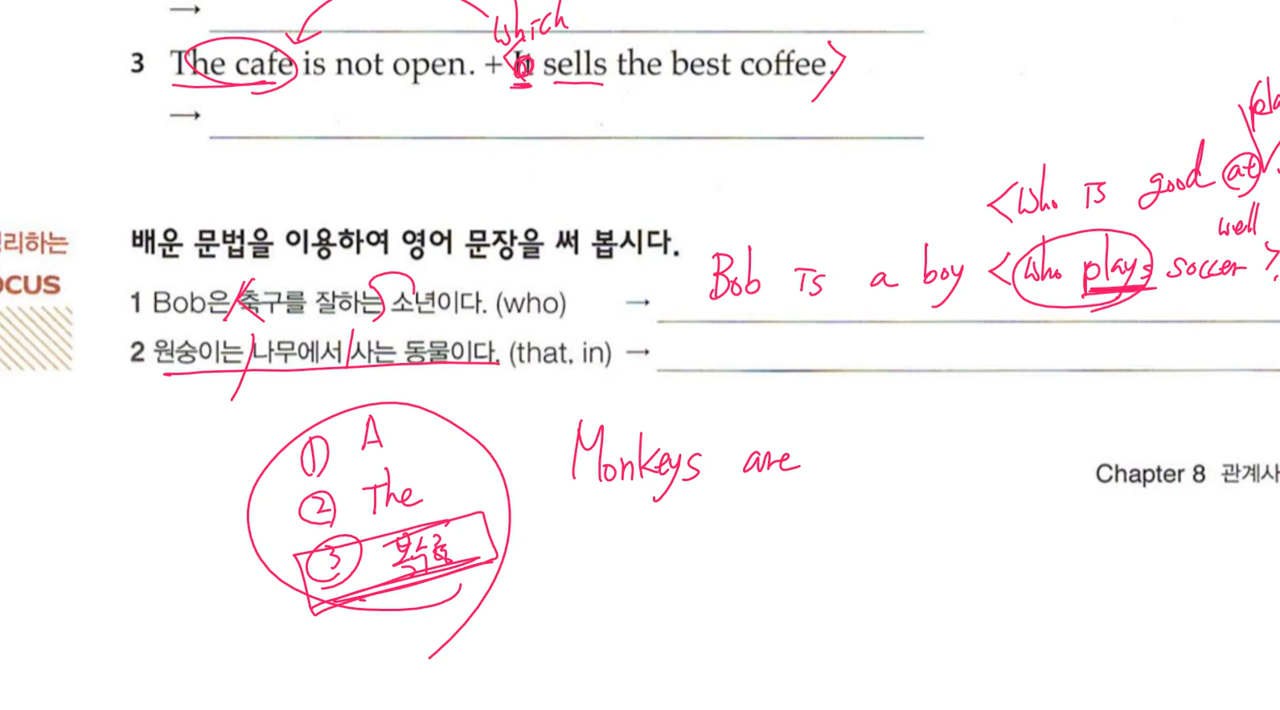 →
which
3 The cafe is not open. + sells the best coffee.
→
<who is good at
well
Bob is a boy <who plays soccer>
리하는
OCUS
배운 문법을 이용하여 영어 문장을 써 봅시다.
1 Bob은 축구를 잘하는 소년이다. (who) →
2 원숭이는 나무에서 사는 동물이다. (that, in) →
① A
② The
③ 복수형
Monkeys are
Chapter 8 관계사